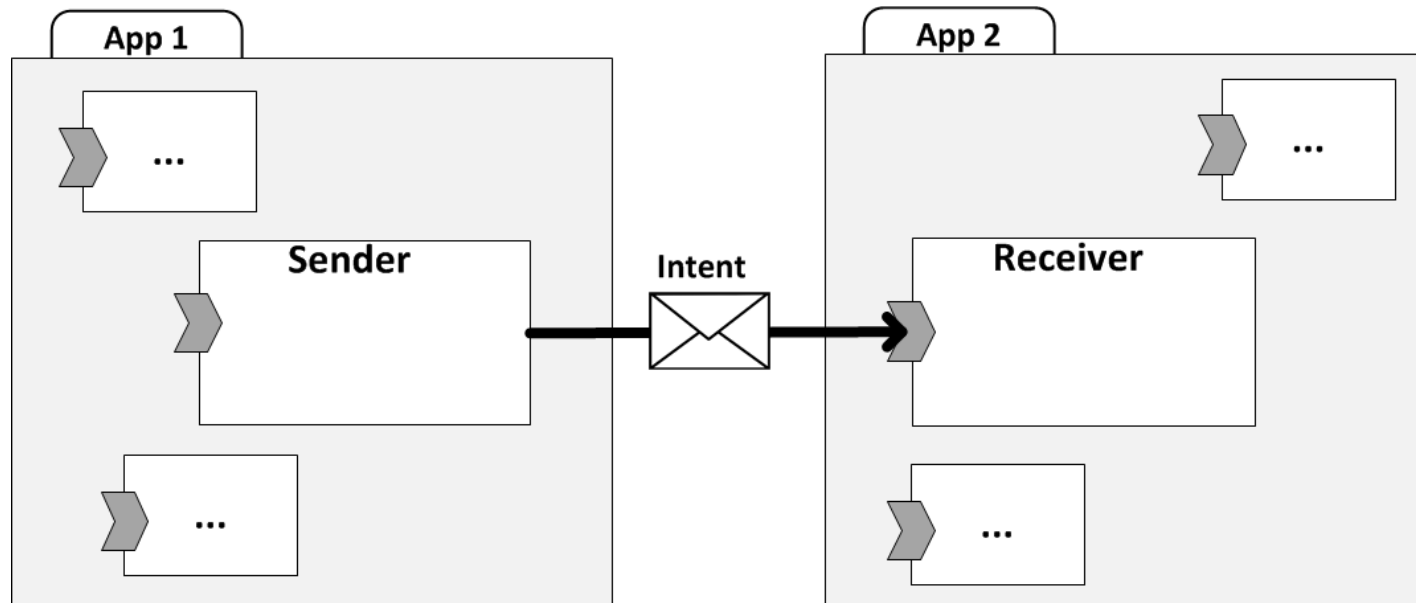 App 1
App 2
...
...
Sender
Intent
Receiver
...
...